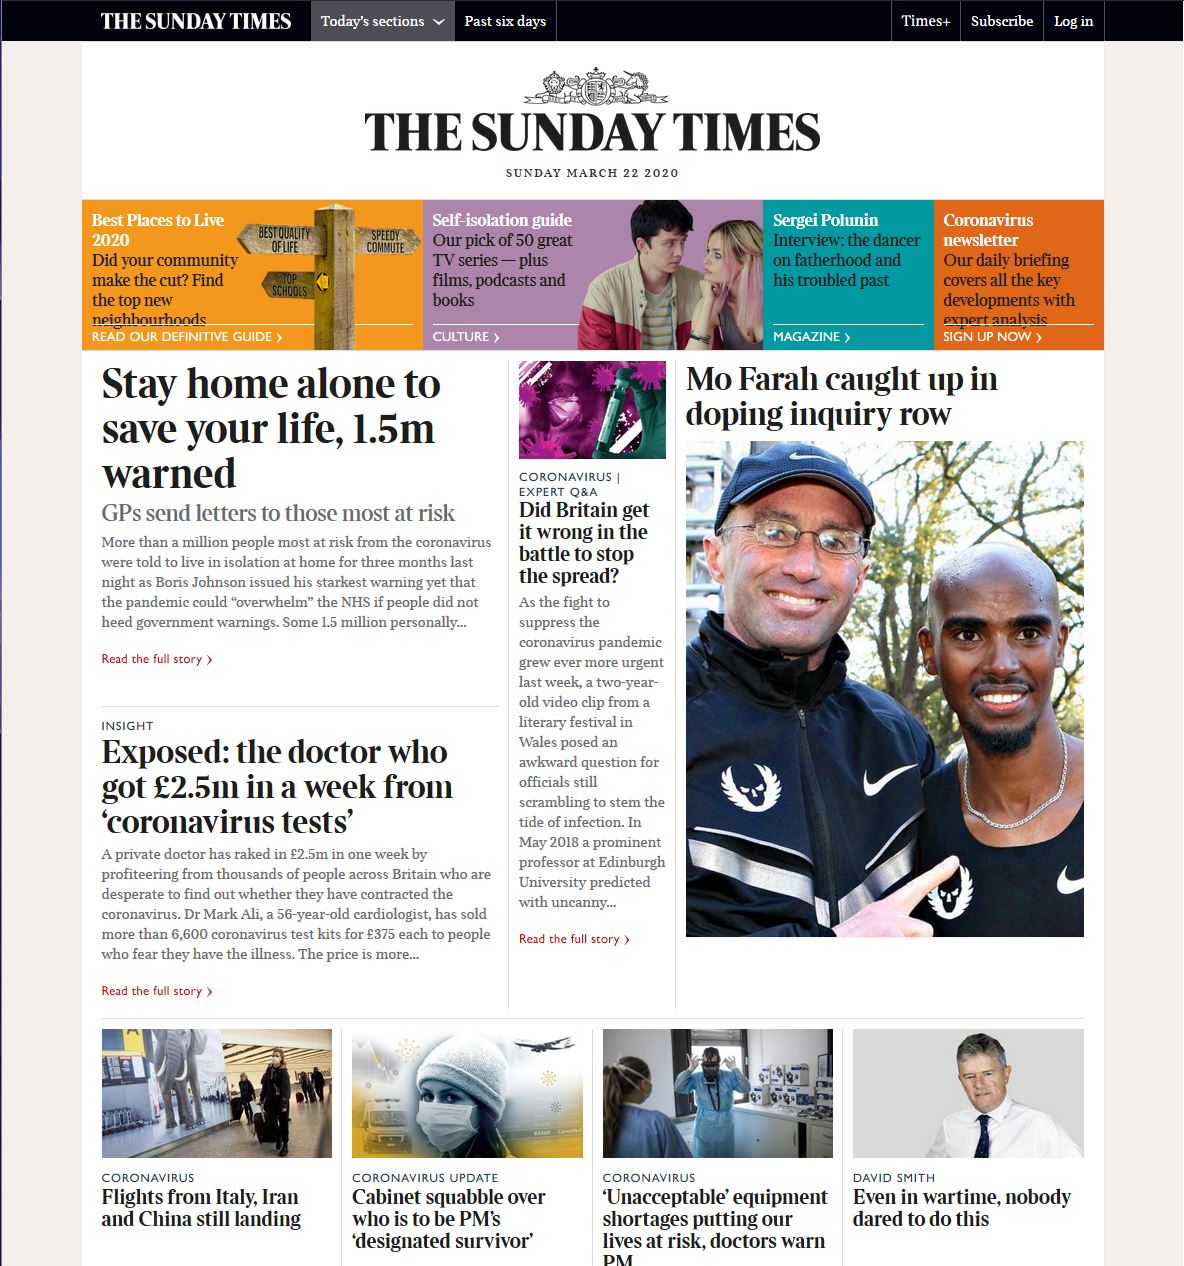 THE SUNDAY TIMES
Today's sections
Past six days
Times+
Subscribe
Log in
THE SUNDAY TIMES
SUNDAY MARCH 22 2020
Best Places to Live
2020
Did your community
make the cut? Find
the top new
neighbourhoods
READ OUR DEFINITIVE GUIDE
BEST QUALITY
OF LIFE
SPEEDY
COMMUTE
TOP
SCHOOLS
Self-isolation guide
Our pick of 50 great
TV series — plus
films, podcasts and
books
CULTURE
Sergei Polunin
Interview: the dancer
on fatherhood and
his troubled past
MAGAZINE
Coronavirus
newsletter
Our daily briefing
covers all the key
developments with
expert analysis
SIGN UP NOW
Stay home alone to
save your life, 1.5m
warned
GPs send letters to those most at risk
More than a million people most at risk from the coronavirus
were told to live in isolation at home for three months last
night as Boris Johnson issued his starkest warning yet that
the pandemic could “overwhelm” the NHS if people did not
heed government warnings. Some 1.5 million personally...
Read the full story
INSIGHT
Exposed: the doctor who
got £2.5m in a week from
‘coronavirus tests’
A private doctor has raked in £2.5m in one week by
profiteering from thousands of people across Britain who are
desperate to find out whether they have contracted the
coronavirus. Dr Mark Ali, a 56-year-old cardiologist, has sold
more than 6,600 coronavirus test kits for £375 each to people
who fear they have the illness. The price is more...
Read the full story
CORONAVIRUS |
EXPERT Q&A
Did Britain get
it wrong in the
battle to stop
the spread?
As the fight to
suppress the
coronavirus pandemic
grew ever more urgent
last week, a two-year-
old video clip from a
literary festival in
Wales posed an
awkward question for
officials still
scrambling to stem the
tide of infection. In
May 2018 a prominent
professor at Edinburgh
University predicted
with uncanny...
Read the full story
Mo Farah caught up in
doping inquiry row
CORONAVIRUS
Flights from Italy, Iran
and China still landing
CORONAVIRUS UPDATE
Cabinet squabble over
who is to be PM’s
‘designated survivor’
CORONAVIRUS
‘Unacceptable’ equipment
shortages putting our
lives at risk, doctors warn
PM
DAVID SMITH
Even in wartime, nobody
dared to do this